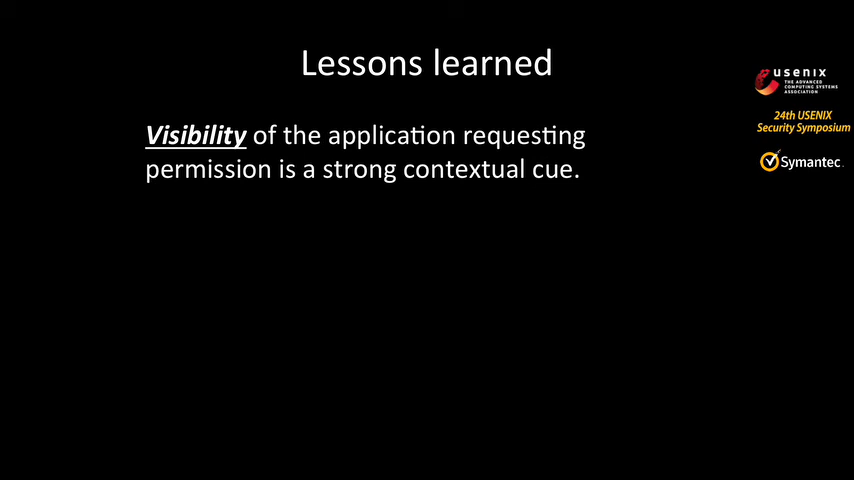 Lessons learned
Visibility of the application requesting
permission is a strong contextual cue.
usenix
THE ADVANCED
COMPUTING SYSTEMS
ASSOCIATION
24th USENIX
Security Symposium
Symantec